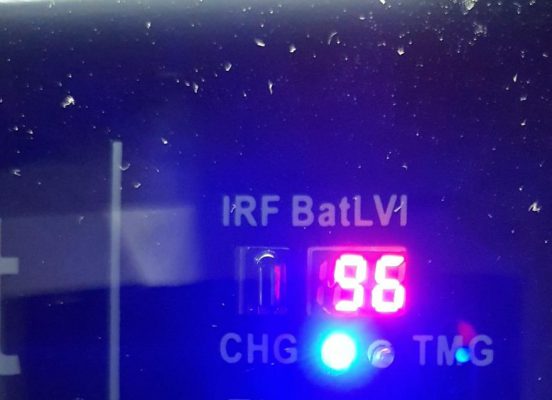 IRF BatLVl
96
CHG TMG
t